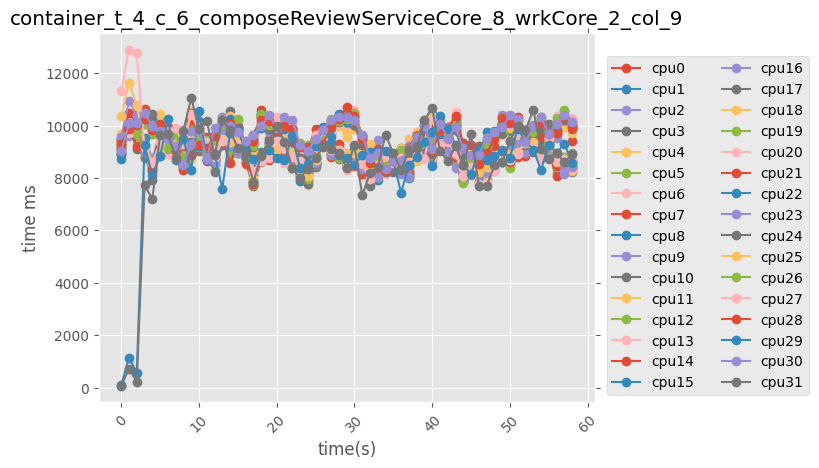 container_t_4_c_6_composeReviewServiceCore_8_wrkCore_2_col_9
12000
10000
8000
6000
4000
2000
0
time ms
0 10 20 30 40 50 60
time(s)
cpu0 cpu16
cpu1 cpu17
cpu2 cpu18
cpu3 cpu19
cpu4 cpu20
cpu5 cpu21
cpu6 cpu22
cpu7 cpu23
cpu8 cpu24
cpu9 cpu25
cpu10 cpu26
cpu11 cpu27
cpu12 cpu28
cpu13 cpu29
cpu14 cpu30
cpu15 cpu31